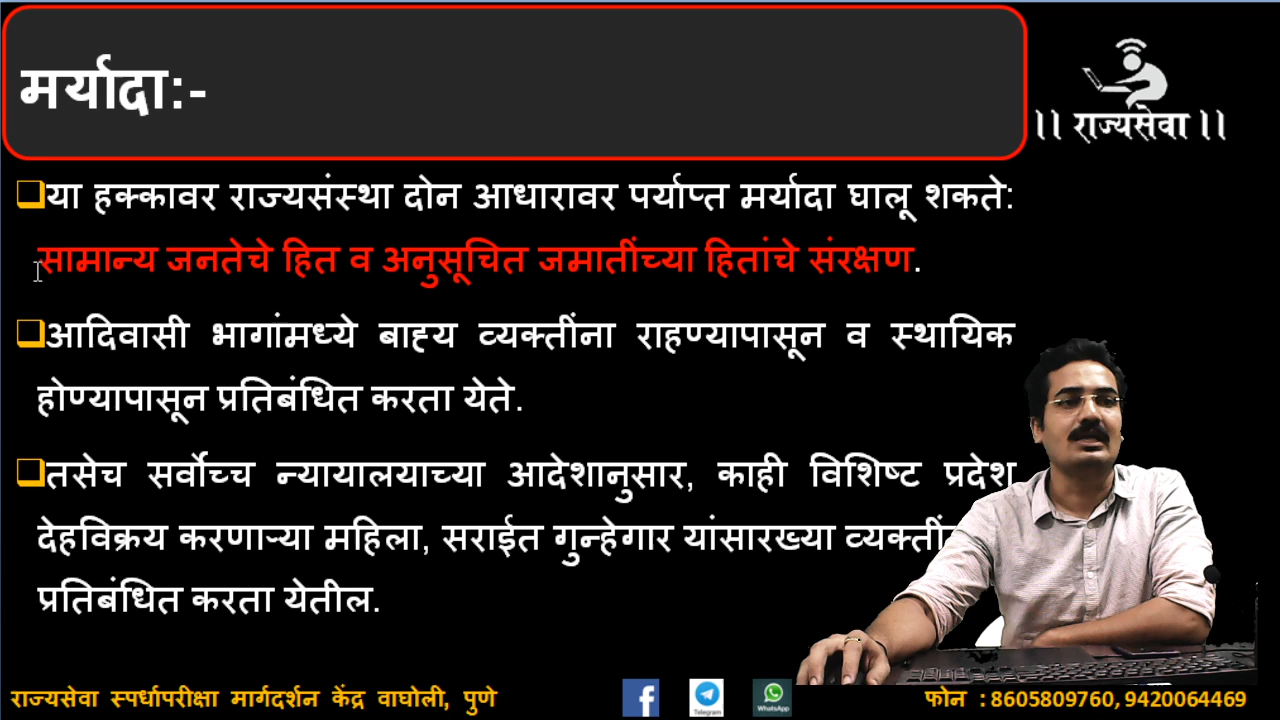 मर्यादा:-
।। राज्यसेवा ।।
या हक्कावर राज्यसंस्था दोन आधारावर पर्याप्त मर्यादा घालू शकते:
सामान्य जनतेचे हित व अनुसूचित जमातींच्या हितांचे संरक्षण.
आदिवासी भागांमध्ये बाह्य व्यक्तींना राहण्यापासून व स्थायिक
होण्यापासून प्रतिबंधित करता येते.
तसेच सर्वोच्च न्यायालयाच्या आदेशानुसार, काही विशिष्ट प्रदेश
देहविक्रय करणाऱ्या महिला, सराईत गुन्हेगार यांसारख्या
प्रतिबंधित करता येतील.
राज्यसेवा स्पर्धापरीक्षा मार्गदर्शन केंद्र वाघोली, पुणे
Telegram
WhatsApp
फोन : 8605809760, 9420064469